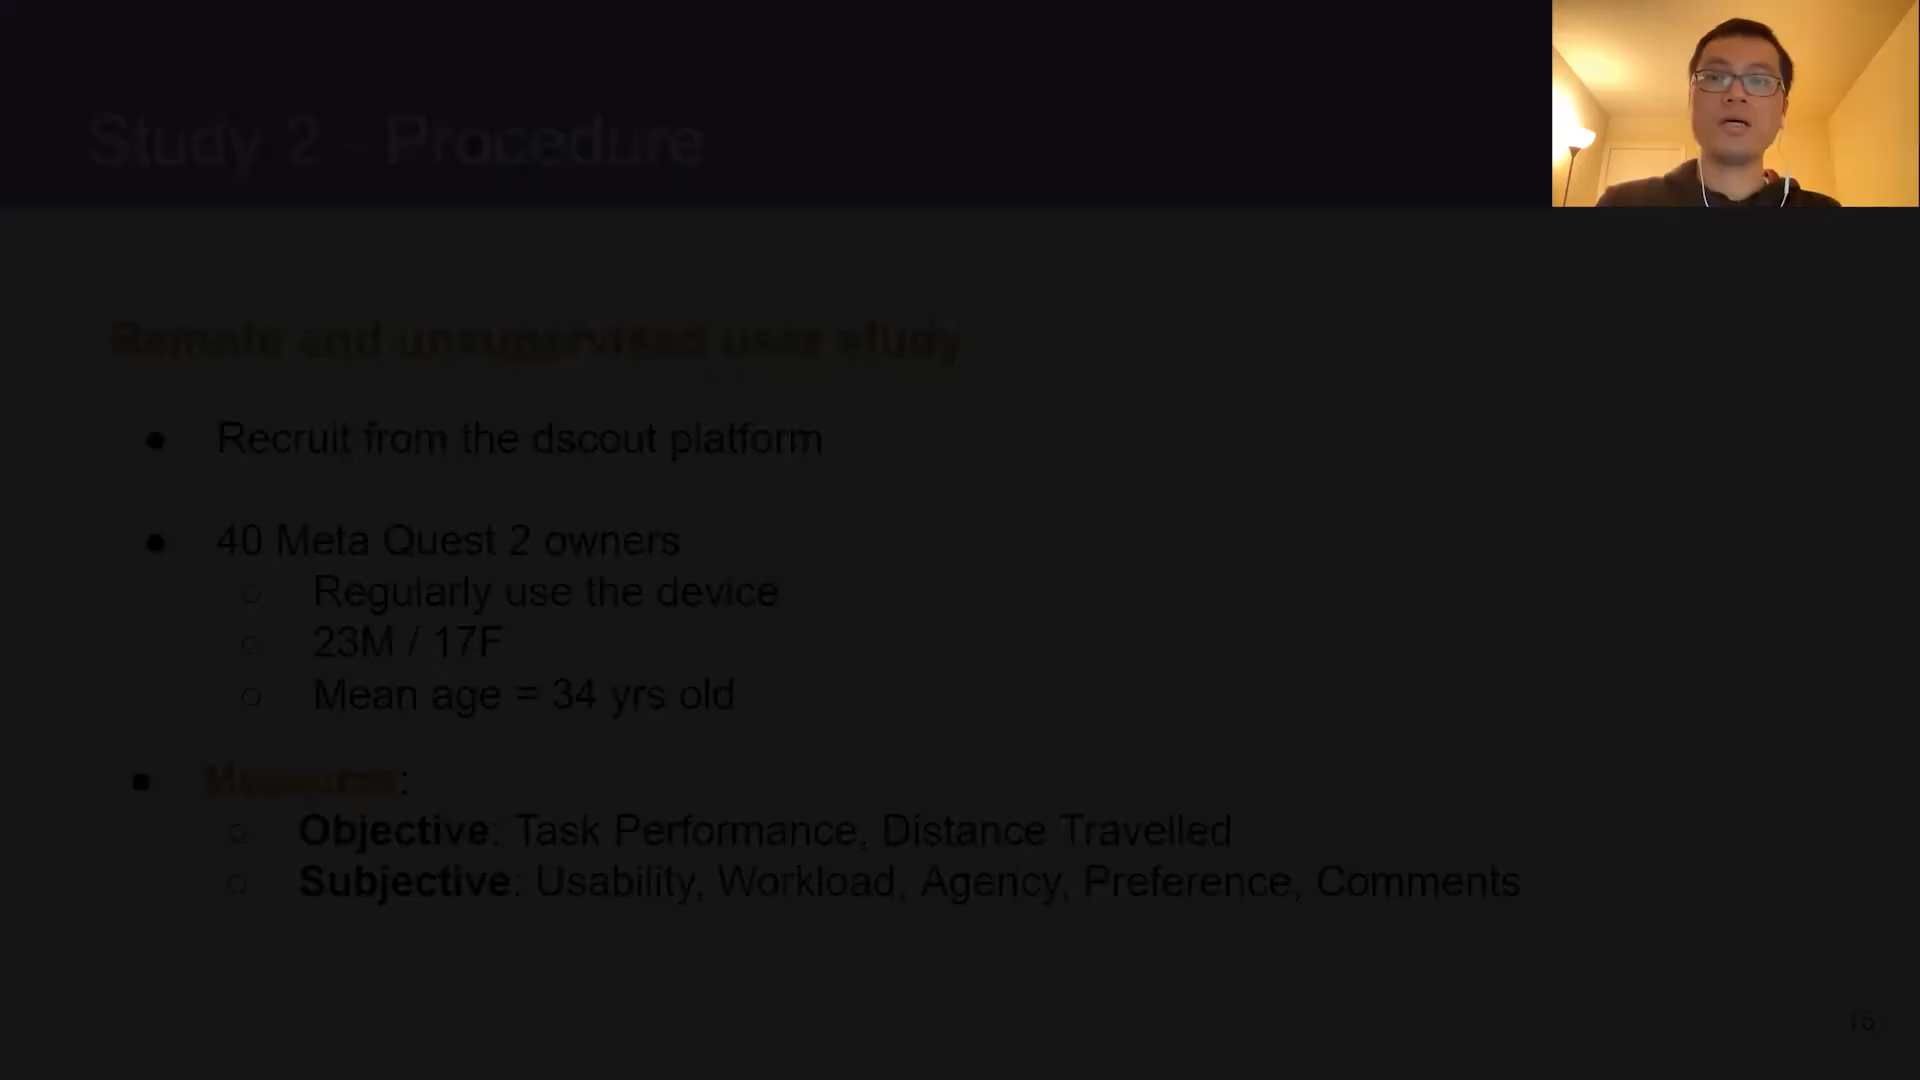 Study 2 - Procedure
Remote and unsupervised user study
● Recruit from the dscout platform
● 40 Meta Quest 2 owners
○ Regularly use the device
○ 23M / 17F
○ Mean age = 34 yrs old
● Measures:
○ Objective: Task Performance, Distance Travelled
○ Subjective: Usability, Workload, Agency, Preference, Comments